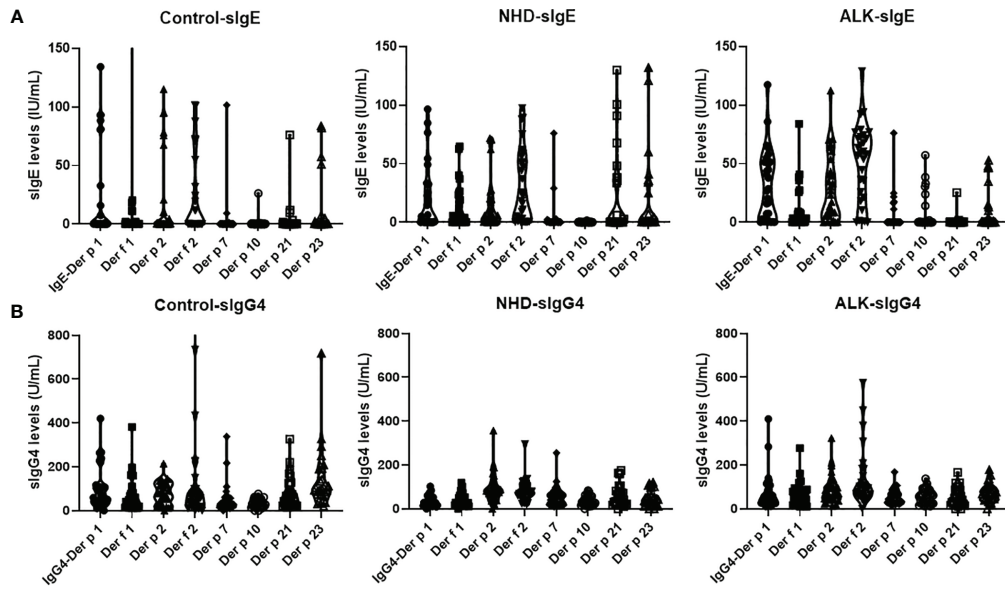 A
Control-sIgE
NHD-sIgE
ALK-sIgE
sIgE levels (IU/mL)
150
100
50
0
IgE-Der p 1
Der f 1
Der p 2
Der f 2
Der p 7
Der p 10
Der p 21
Der p 23
sIgE levels (IU/mL)
150
100
50
0
IgE-Der p 1
Der f 1
Der p 2
Der f 2
Der p 7
Der p 10
Der p 21
Der p 23
sIgE levels (IU/mL)
150
100
50
0
IgE-Der p 1
Der f 1
Der p 2
Der f 2
Der p 7
Der p 10
Der p 21
Der p 23
B
Control-sIgG4
NHD-sIgG4
ALK-sIgG4
sIgG4 levels (U/mL)
800
600
400
200
0
IgG4-Der p 1
Der f 1
Der p 2
Der f 2
Der p 7
Der p 10
Der p 21
Der p 23
sIgG4 levels (U/mL)
800
600
400
200
0
IgG4-Der p 1
Der f 1
Der p 2
Der f 2
Der p 7
Der p 10
Der p 21
Der p 23
sIgG4 levels (U/mL)
800
600
400
200
0
IgG4-Der p 1
Der f 1
Der p 2
Der f 2
Der p 7
Der p 10
Der p 21
Der p 23